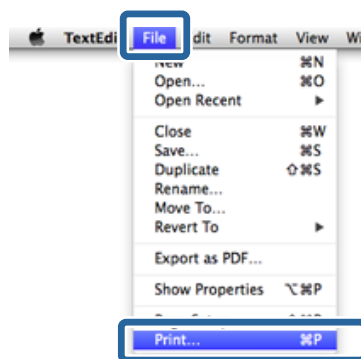 TextEdi File dit Format View Wi
New ⌘N
Open... ⌘O
Open Recent ▶
Close ⌘W
Save... ⌘S
Duplicate ⇧⌘S
Rename...
Move To...
Revert To ▶
Export as PDF...
Show Properties ⌥⌘P
Print... ⌘P